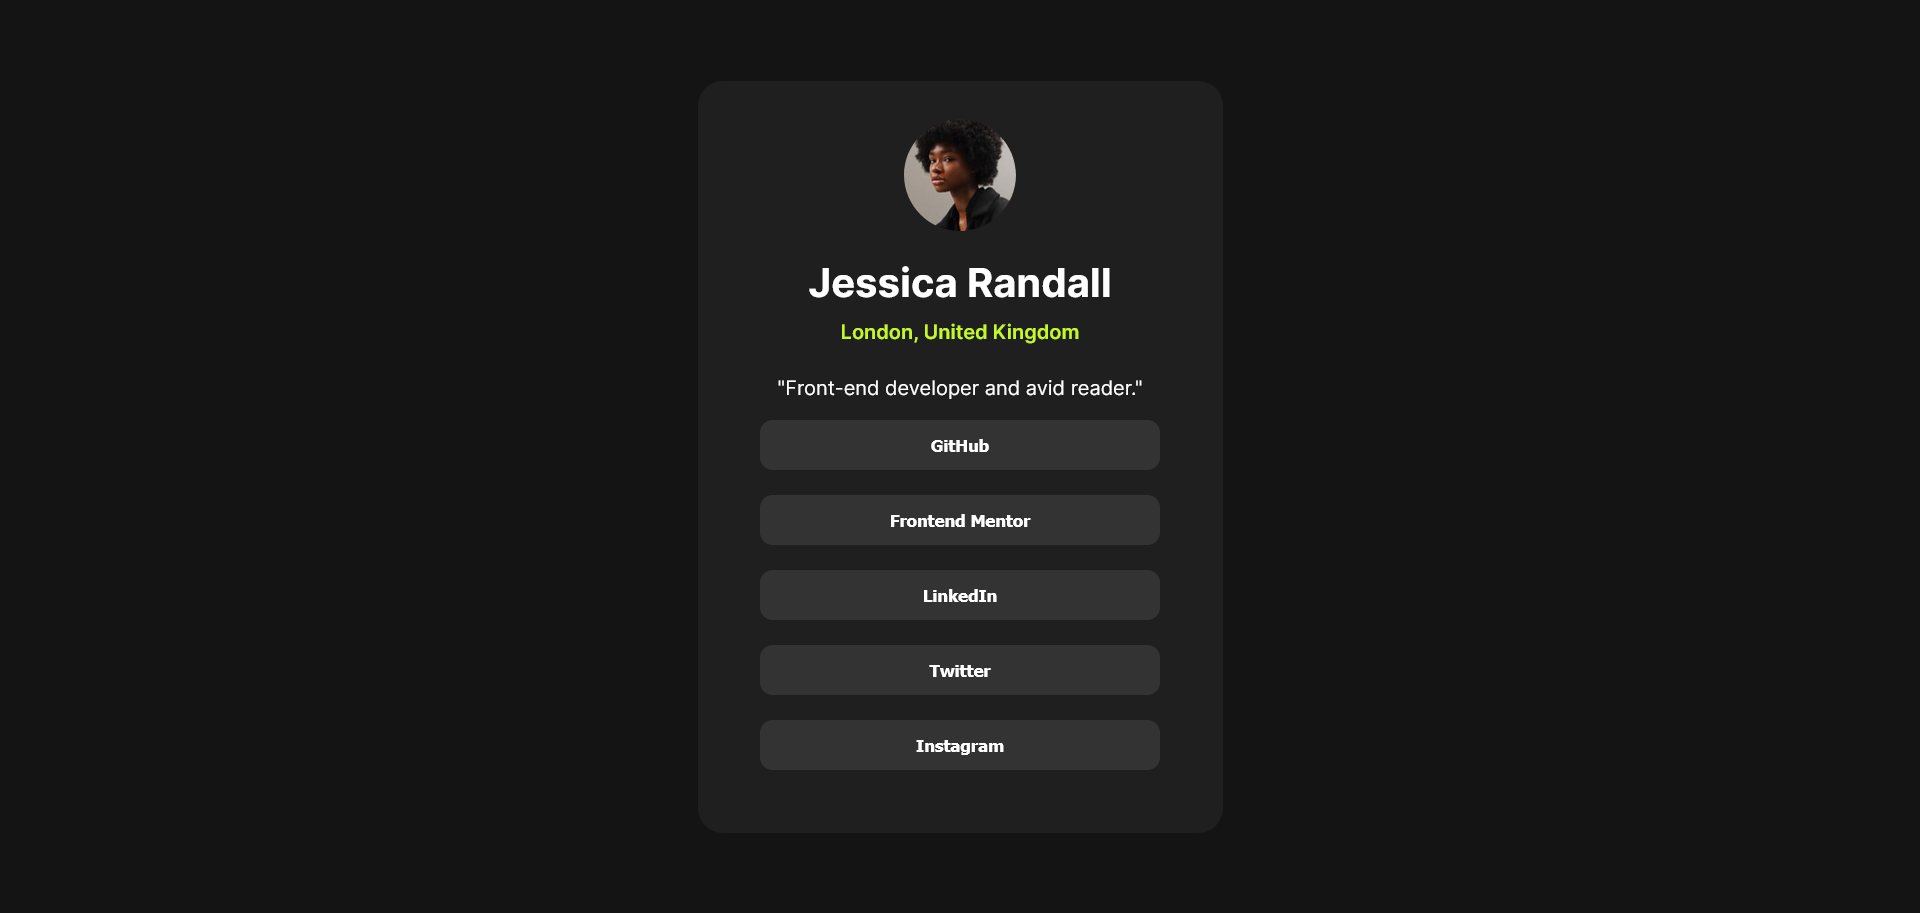 Jessica Randall
London, United Kingdom
"Front-end developer and avid reader."
GitHub
Frontend Mentor
LinkedIn
Twitter
Instagram